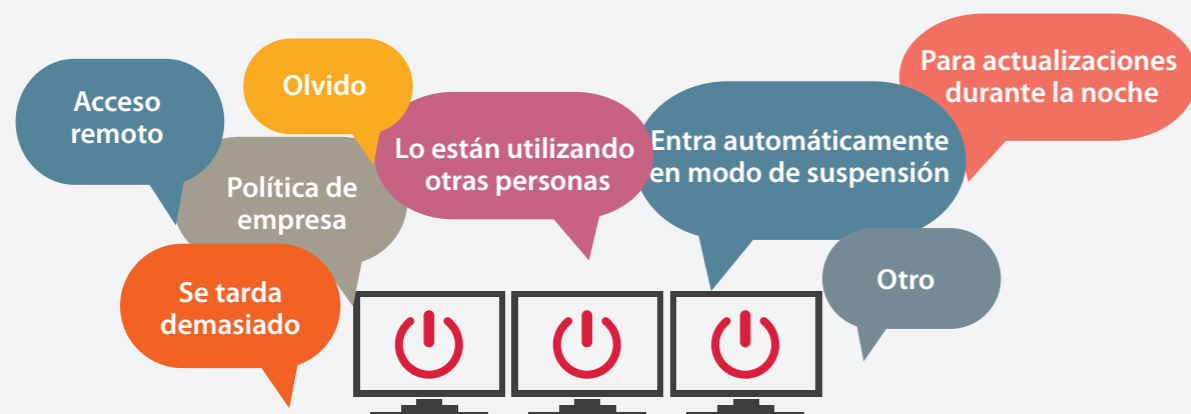 Acceso
remoto
Olvido
Política de
empresa
Se tarda
demasiado
Lo están utilizando
otras personas
Entra automáticamente
en modo de suspensión
Para actualizaciones
durante la noche
Otro